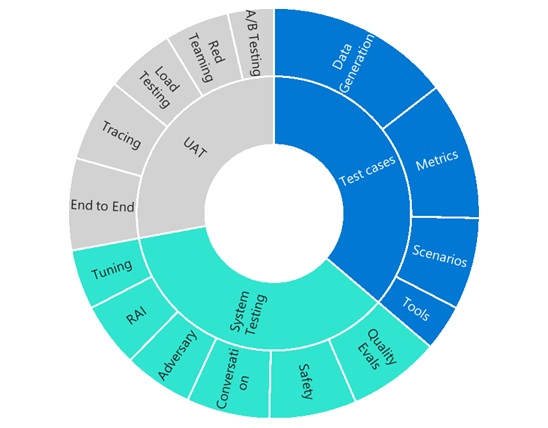 Data
Generation
Metrics
Scenarios
Tools
Test cases
Quality
Evals
Safety
Conversati
on
Adversary
RAI
Tuning
System
Testing
End to End
Tracing
Load
Testing
Red
Teaming
A/B Testing
UAT